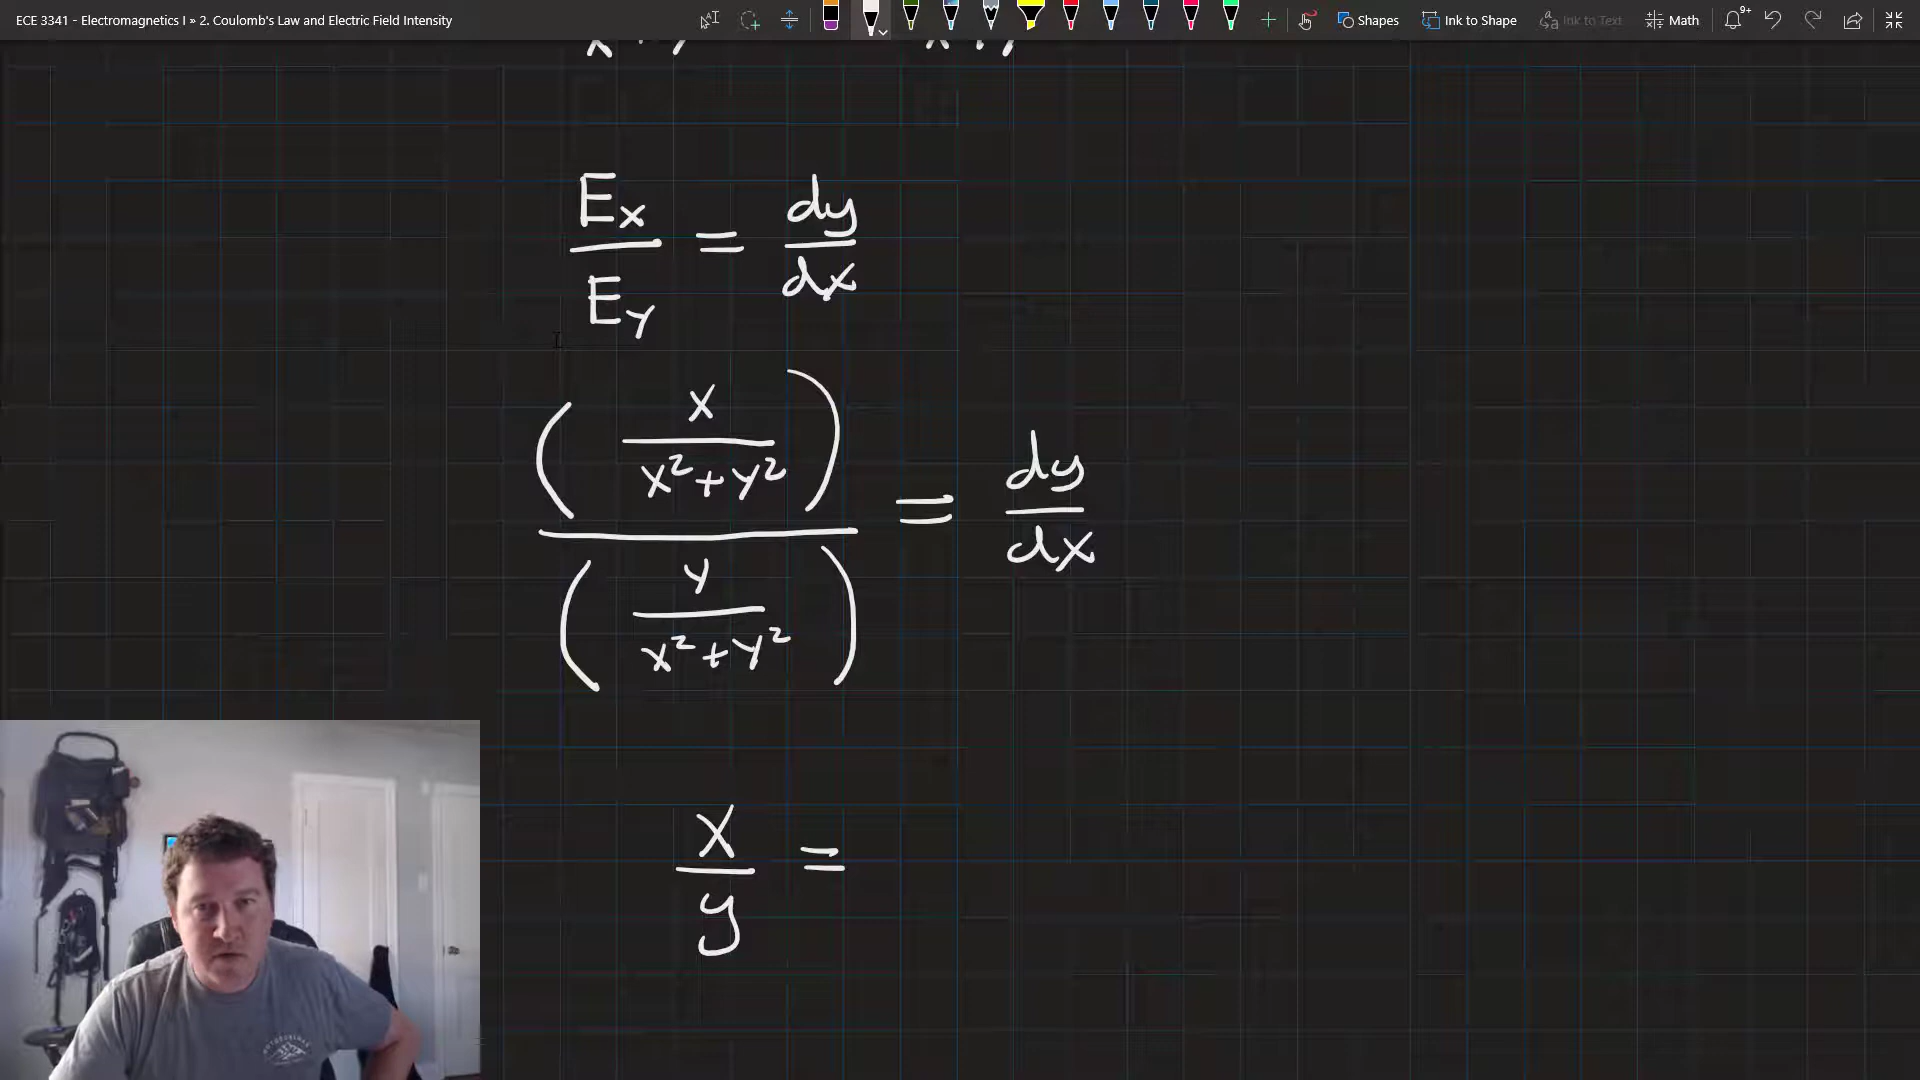 ECE 3341 - Electromagnetics I » 2. Coulomb's Law and Electric Field Intensity
Shapes
Ink to Shape
Ink to Text
Math
9+
Ex/Ey = dy/dx
(x/(x²+y²))/(y/(x²+y²)) = dy/dx
x/y =